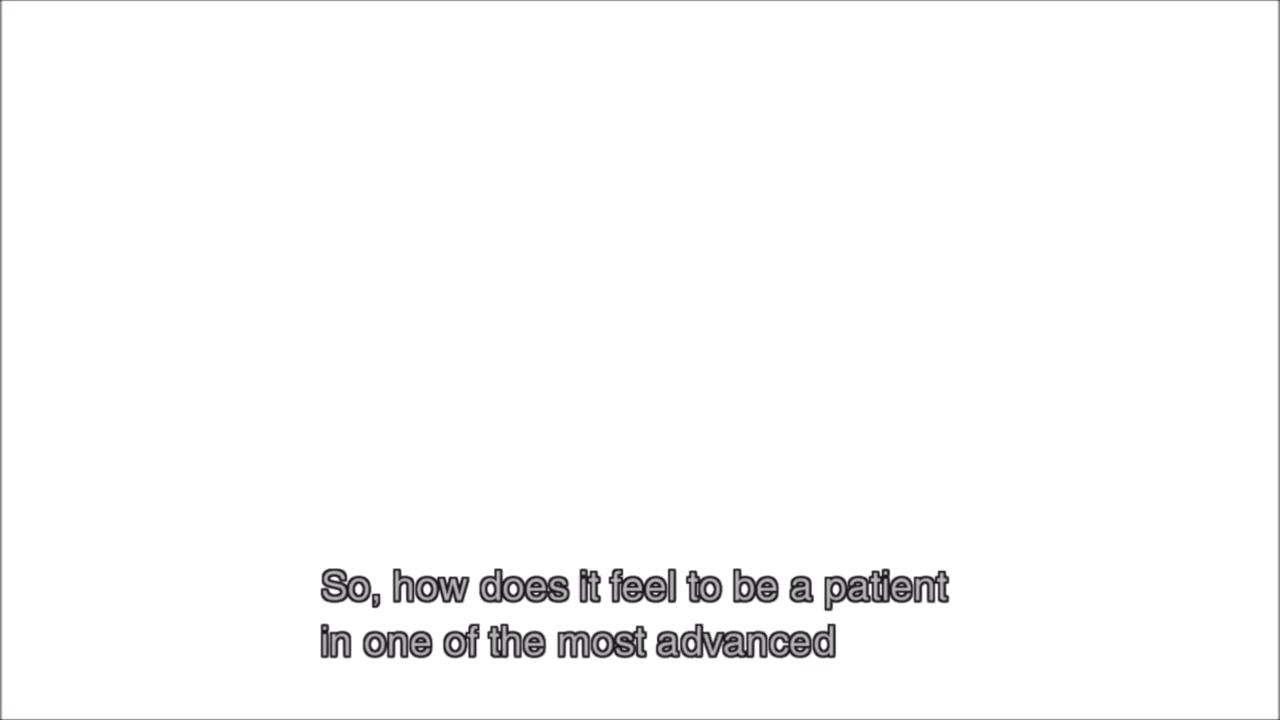 So, how does it feel to be a patient
in one of the most advanced